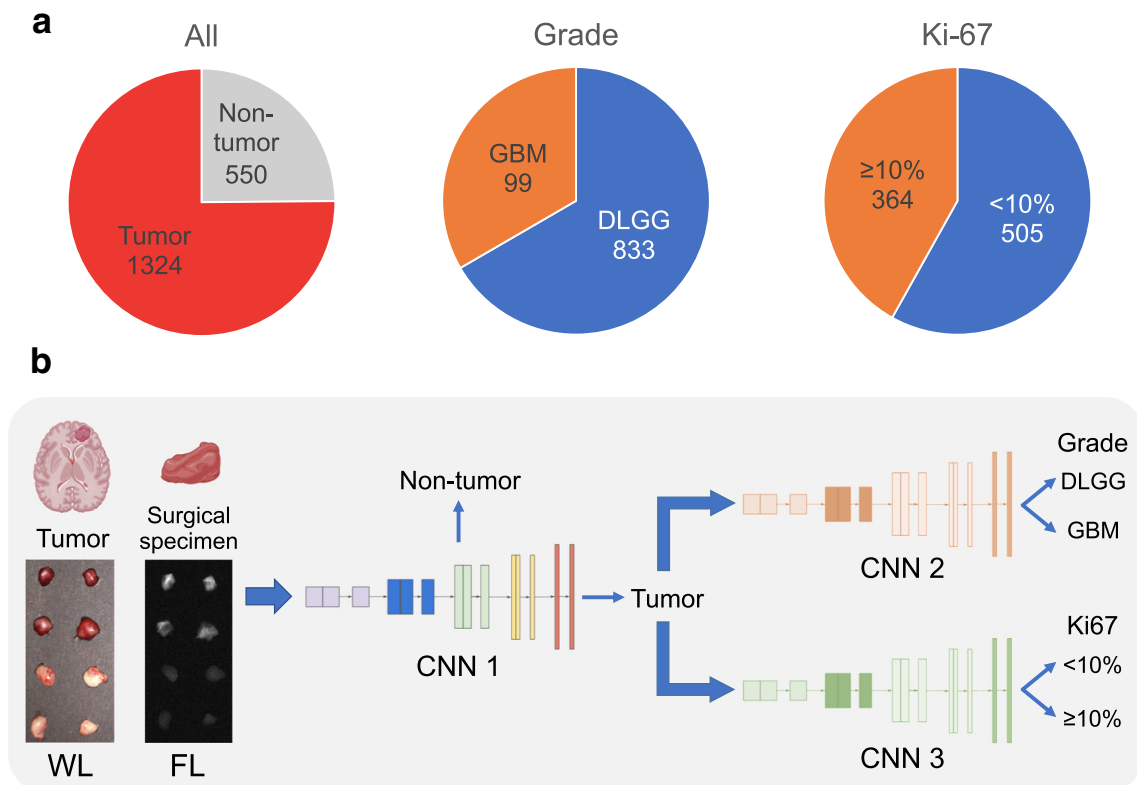 a
All
Grade
Ki-67
Non-
tumor
550
Tumor
1324
GBM
99
DLGG
833
≥10%
364
<10%
505
b
Tumor
Surgical
specimen
WL
FL
Non-tumor
CNN 1
Tumor
CNN 2
Grade
DLGG
GBM
CNN 3
Ki67
<10%
≥10%